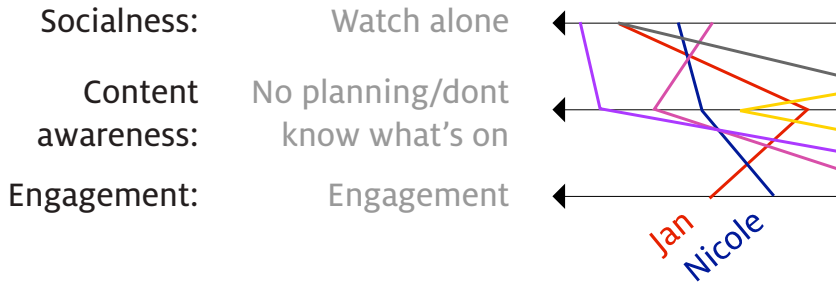 Socialness: Watch alone
Content No planning/dont
awareness: know what's on
Engagement: Engagement
Jan
Nicole